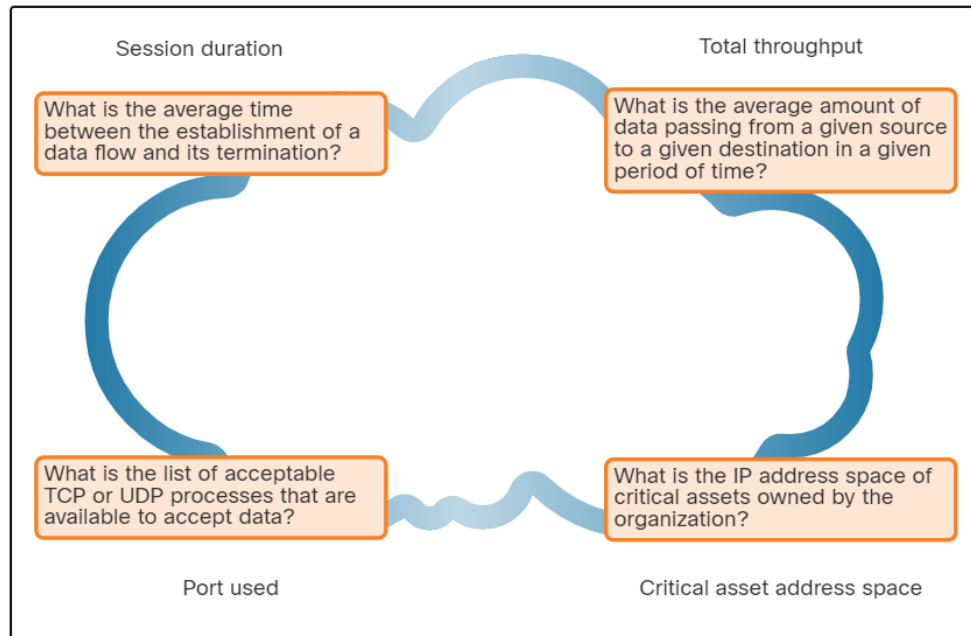 Session duration
Total throughput
What is the average time
between the establishment of a
data flow and its termination?
What is the average amount of
data passing from a given source
to a given destination in a given
period of time?
What is the list of acceptable
TCP or UDP processes that are
available to accept data?
What is the IP address space of
critical assets owned by the
organization?
Port used
Critical asset address space